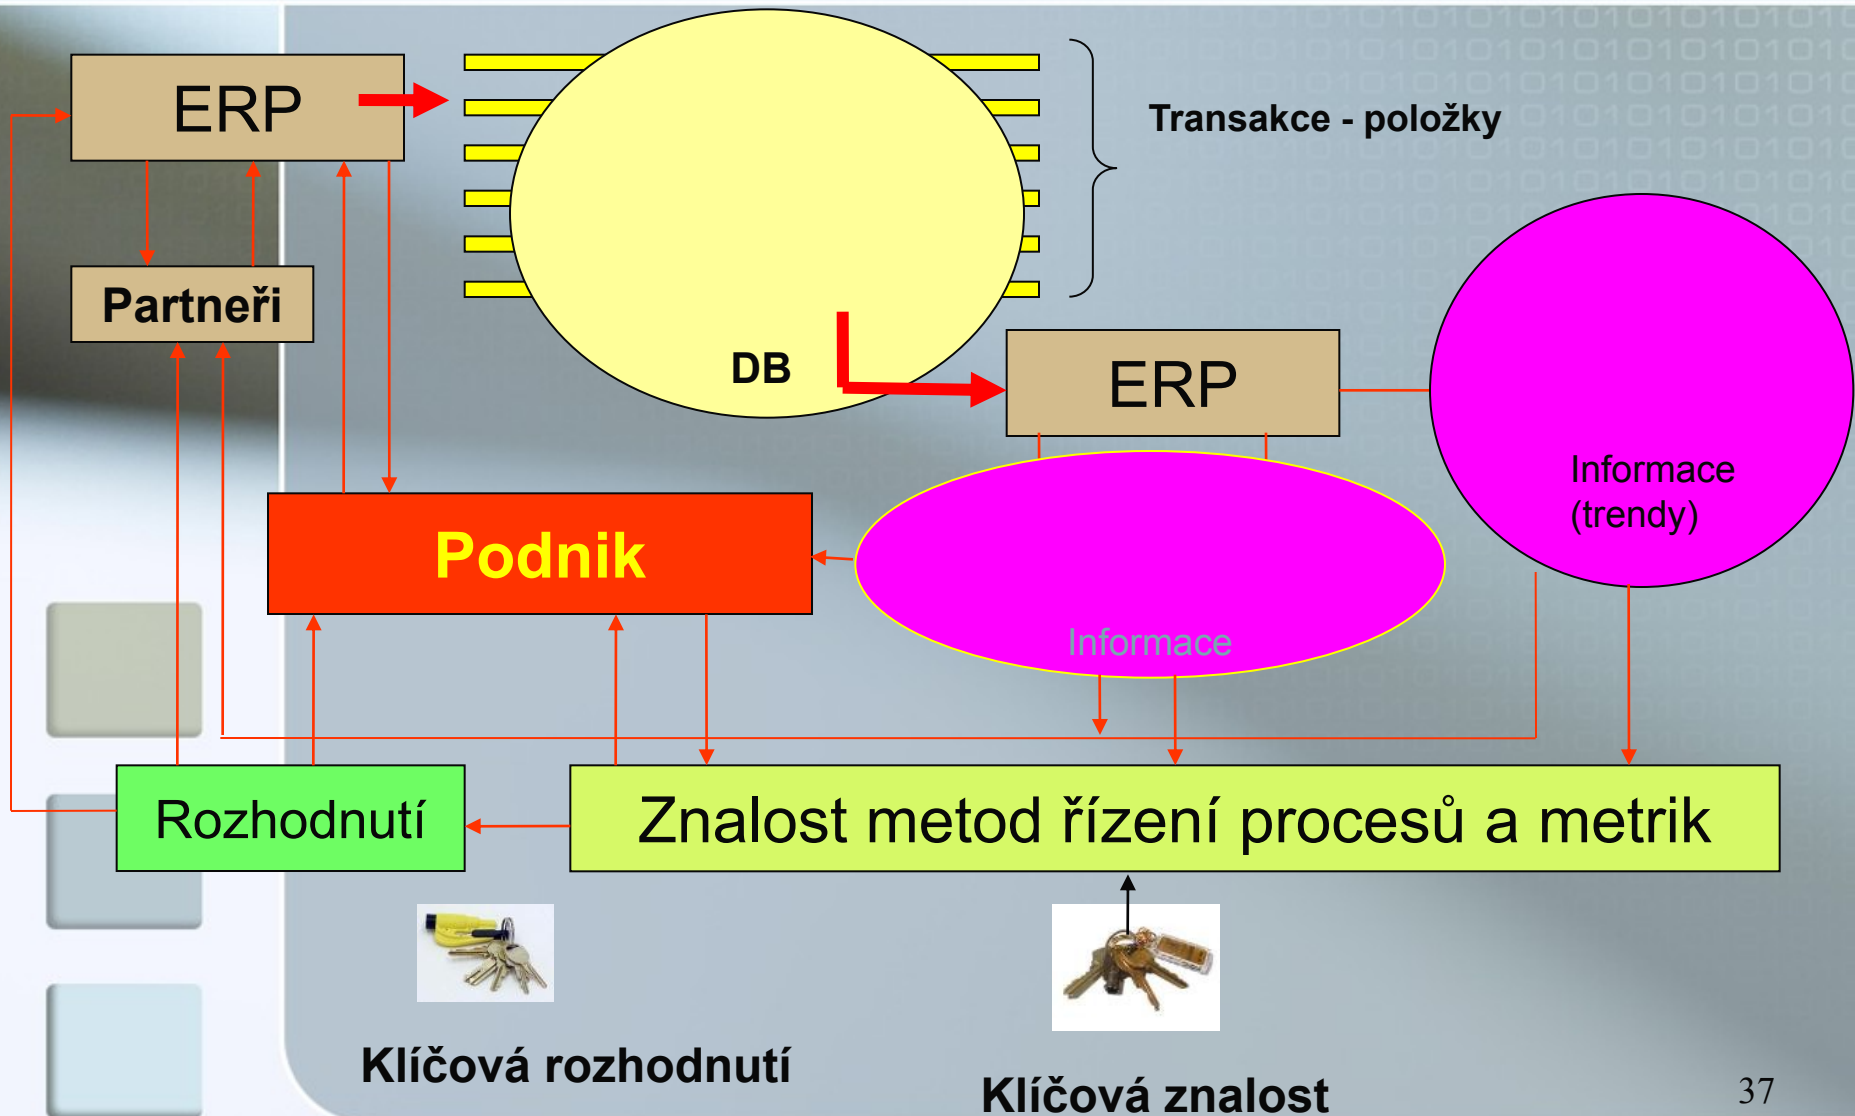 ERP
Transakce - položky
Partneři
DB
ERP
Informace
(trendy)
Podnik
Informace
Rozhodnutí
Znalost metod řízení procesů a metrik
Klíčová rozhodnutí
Klíčová znalost
37